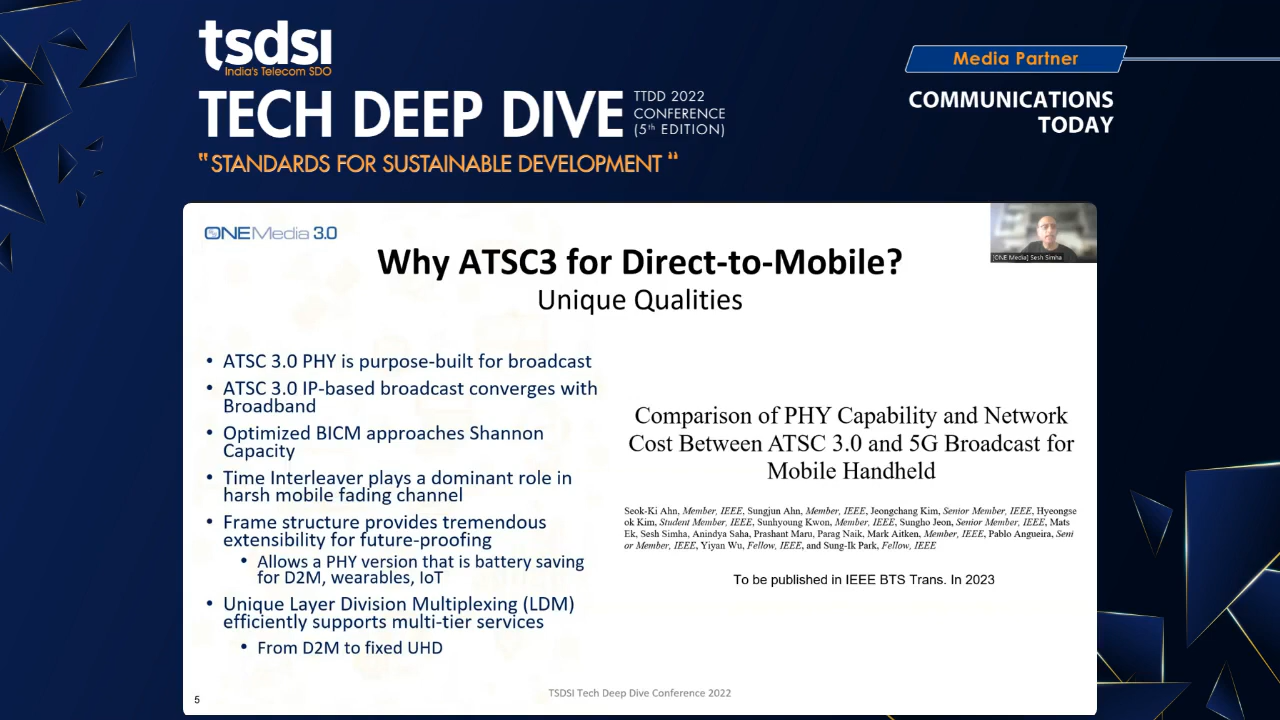 tsdsi
India's Telecom SDO
TECH DEEP DIVE
TTDD 2022
CONFERENCE
(5th EDITION)
"STANDARDS FOR SUSTAINABLE DEVELOPMENT"
Media Partner
COMMUNICATIONS
TODAY
ONEMedia 3.0
[ONE Media] Sesh Simha
Why ATSC3 for Direct-to-Mobile?
Unique Qualities
• ATSC 3.0 PHY is purpose-built for broadcast
• ATSC 3.0 IP-based broadcast converges with
Broadband
• Optimized BICM approaches Shannon
Capacity
• Time Interleaver plays a dominant role in
harsh mobile fading channel
• Frame structure provides tremendous
extensibility for future-proofing
• Allows a PHY version that is battery saving
for D2M, wearables, IoT
• Unique Layer Division Multiplexing (LDM)
efficiently supports multi-tier services
• From D2M to fixed UHD
Comparison of PHY Capability and Network
Cost Between ATSC 3.0 and 5G Broadcast for
Mobile Handheld
Seok-Ki Ahn, Member, IEEE, Sungjun Ahn, Member, IEEE, Jeongchang Kim, Senior Member, IEEE, Hyeongse
ok Kim, Student Member, IEEE, Sunhyoung Kwon, Member, IEEE, Sungho Jeon, Senior Member, IEEE, Mats
Ek, Sesh Simha, Anindya Saha, Prashant Maru, Parag Naik, Mark Aitken, Member, IEEE, Pablo Angueira, Seni
or Member, IEEE, Yiyan Wu, Fellow, IEEE, and Sung-Ik Park, Fellow, IEEE
To be published in IEEE BTS Trans. In 2023
5
TSDSI Tech Deep Dive Conference 2022